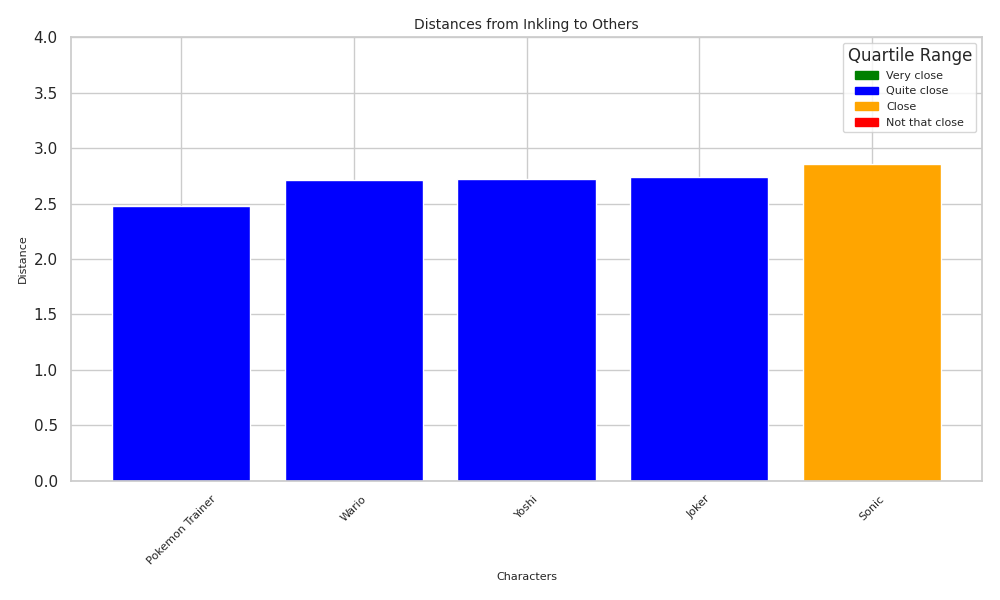 Distances from Inkling to Others
Quartile Range
Very close
Quite close
Close
Not that close
4.0
3.5
3.0
2.5
2.0
1.5
1.0
0.5
0.0
Distance
Pokemon Trainer
Wario
Yoshi
Joker
Sonic
Characters